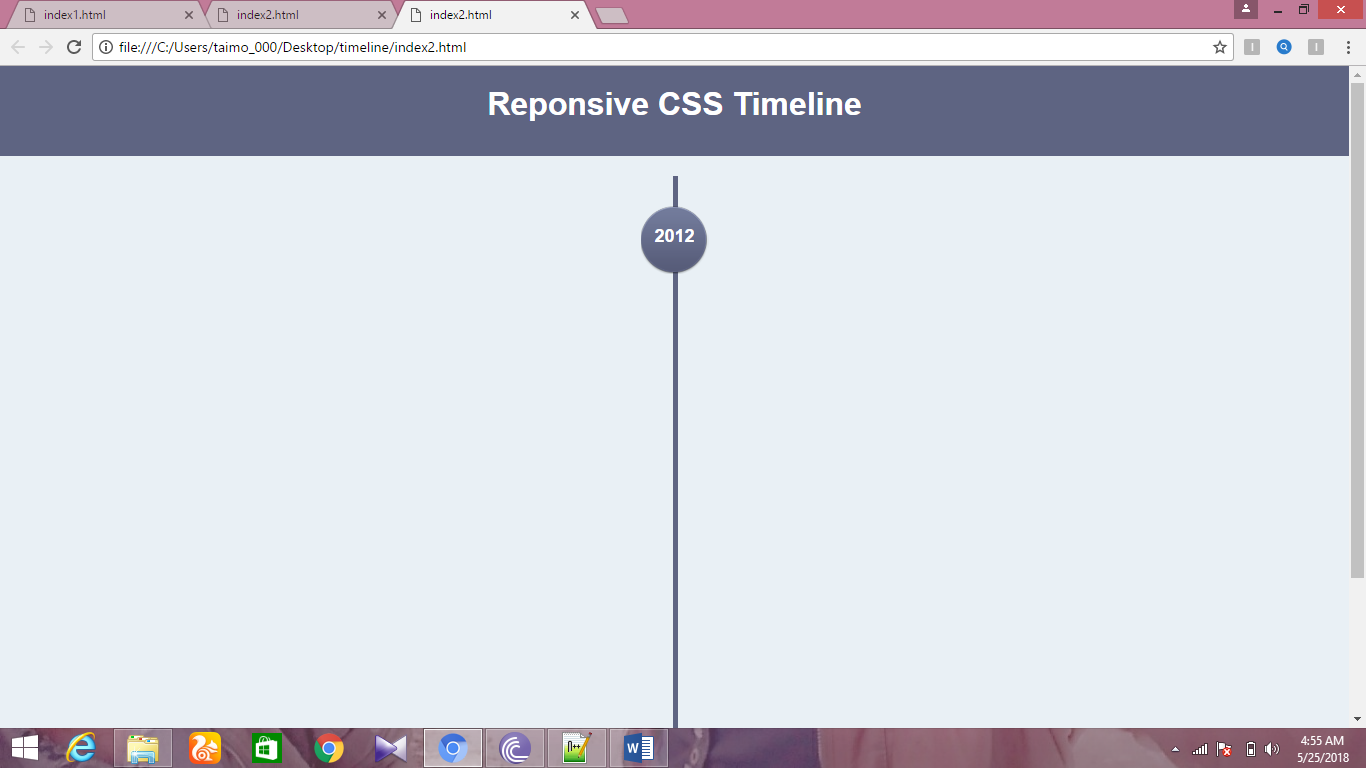 index1.html
index2.html
index2.html
file:///C:/Users/taimo_000/Desktop/timeline/index2.html
Reponsive CSS Timeline
2012
4:55 AM
5/25/2018